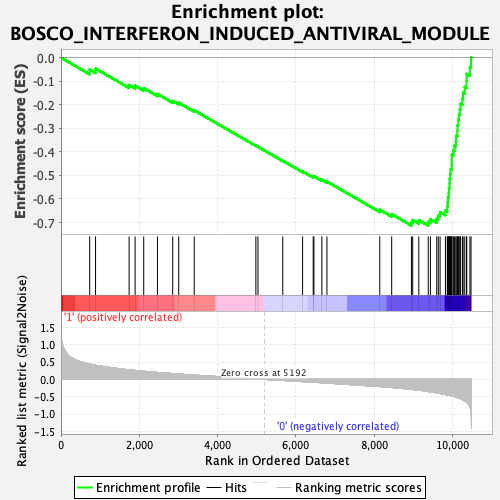 Enrichment plot:
BOSCO_INTERFERON_INDUCED_ANTIVIRAL_MODULE
Enrichment score (ES)
0.0
-0.1
-0.2
-0.3
-0.4
-0.5
-0.6
-0.7
'1' (positively correlated)
Ranked list metric (Signal2Noise)
1.5
1.0
0.5
0.0
-0.5
-1.0
-1.5
Zero cross at 5192
'0' (negatively correlated)
0
2,000
4,000
6,000
8,000
10,000
Rank in Ordered Dataset
Enrichment profile
Hits
Ranking metric scores